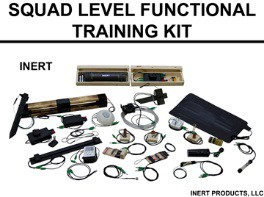 SQUAD LEVEL FUNCTIONAL
TRAINING KIT
INERT
INERT PRODUCTS, LLC